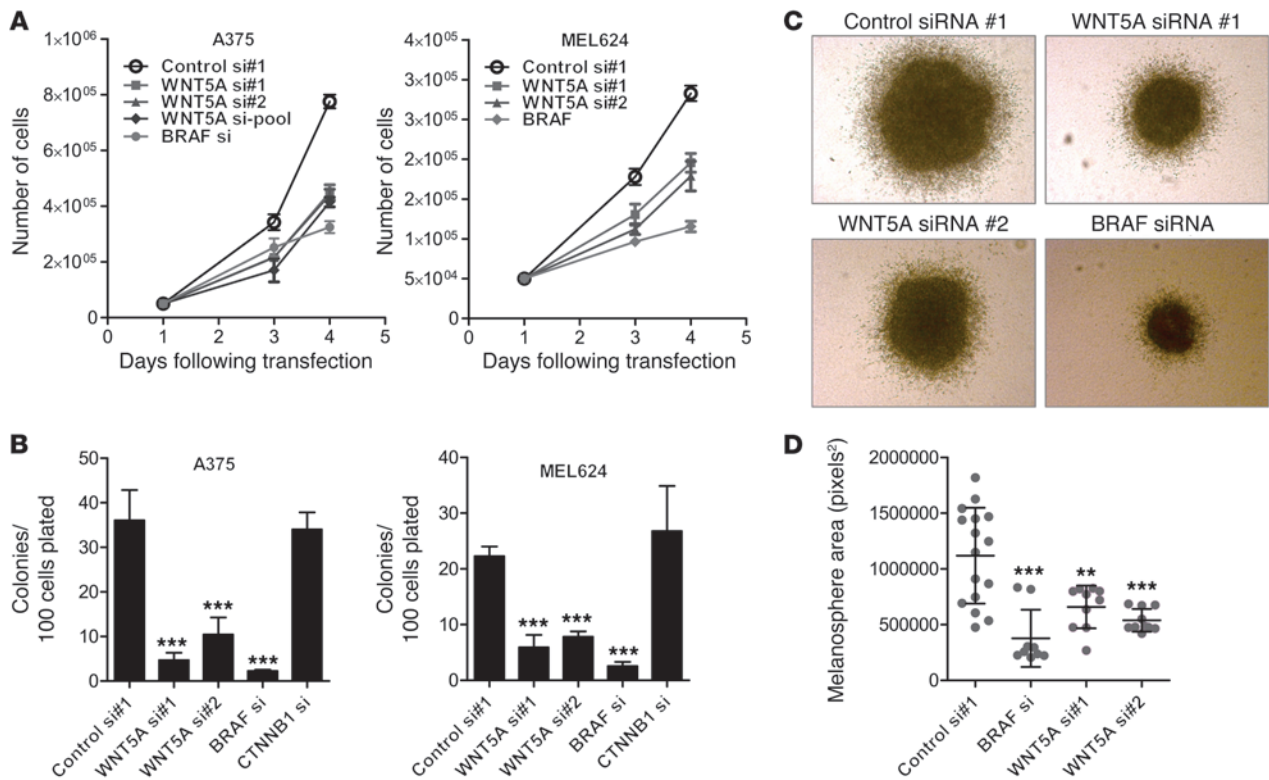 A
A375
1×10⁰⁶
8×10⁰⁵
6×10⁰⁵
4×10⁰⁵
2×10⁰⁵
0
Number of cells
Control si#1
WNT5A si#1
WNT5A si#2
WNT5A si-pool
BRAF si
0 1 2 3 4 5
Days following transfection
MEL624
4×10⁰⁵
3×10⁰⁵
3×10⁰⁵
2×10⁰⁵
2×10⁰⁵
1×10⁰⁵
5×10⁰⁴
0
Number of cells
Control si#1
WNT5A si#1
WNT5A si#2
BRAF
0 1 2 3 4 5
Days following transfection
B
A375
50
40
30
20
10
0
Colonies/
100 cells plated
***
***
***
Control si#1
WNT5A si#1
WNT5A si#2
BRAF si
CTNNB1 si
MEL624
40
30
20
10
0
Colonies/
100 cells plated
***
***
***
Control si#1
WNT5A si#1
WNT5A si#2
BRAF si
CTNNB1 si
C
Control siRNA #1
WNT5A siRNA #1
WNT5A siRNA #2
BRAF siRNA
D
2000000
1500000
1000000
500000
0
Melanosphere area (pixels²)
***
**
***
Control si#1
BRAF si
WNT5A si#1
WNT5A si#2